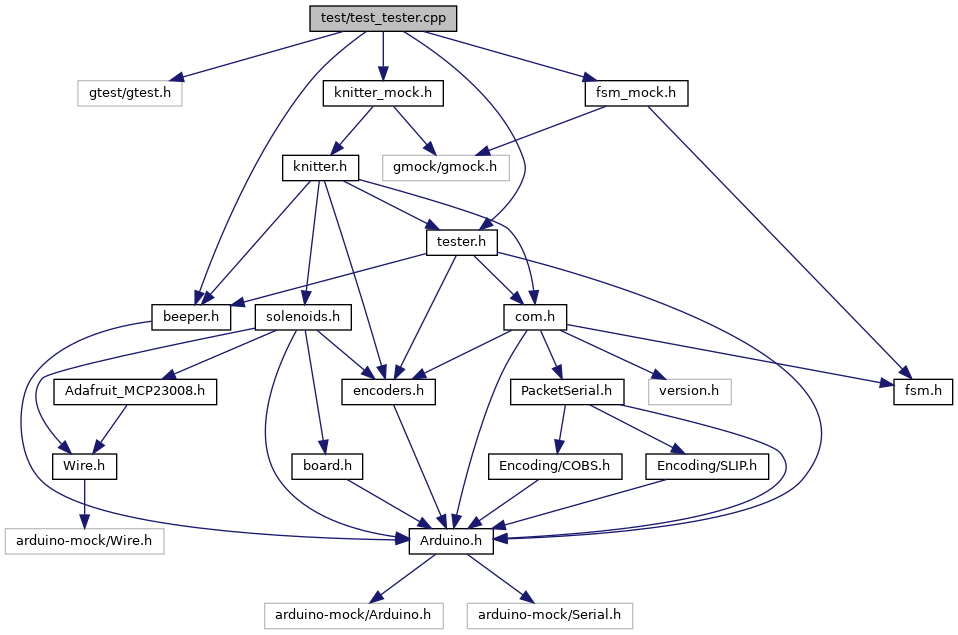 test/test_tester.cpp
gtest/gtest.h
knitter_mock.h
fsm_mock.h
knitter.h
gmock/gmock.h
tester.h
beeper.h
solenoids.h
com.h
Adafruit_MCP23008.h
encoders.h
PacketSerial.h
version.h
fsm.h
Wire.h
board.h
Encoding/COBS.h
Encoding/SLIP.h
arduino-mock/Wire.h
Arduino.h
arduino-mock/Arduino.h
arduino-mock/Serial.h